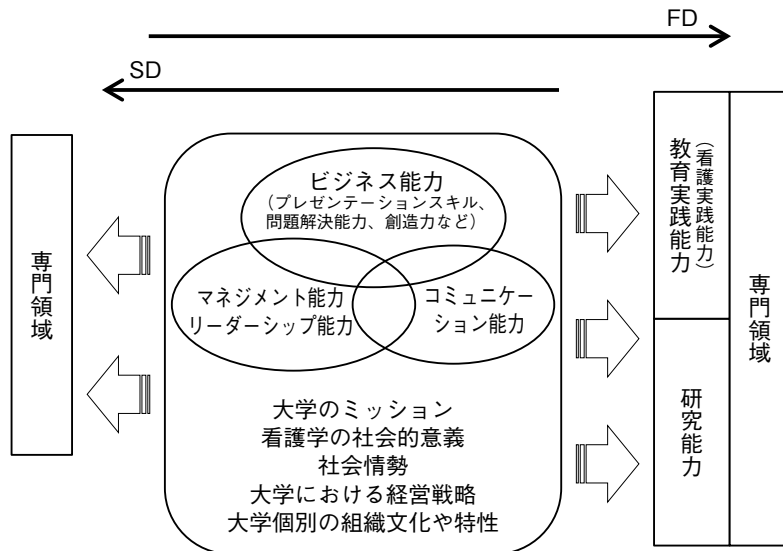 FD
SD
専門領域
ビジネス能力
(プレゼンテーションスキル、
問題解決能力、創造力など)
マネジメント能力
リーダーシップ能力
コミュニケー
ション能力
大学のミッション
看護学の社会的意義
社会情勢
大学における経営戦略
大学個別の組織文化や特性
教育実践能力
(看護実践能力)
研究能力
専門領域